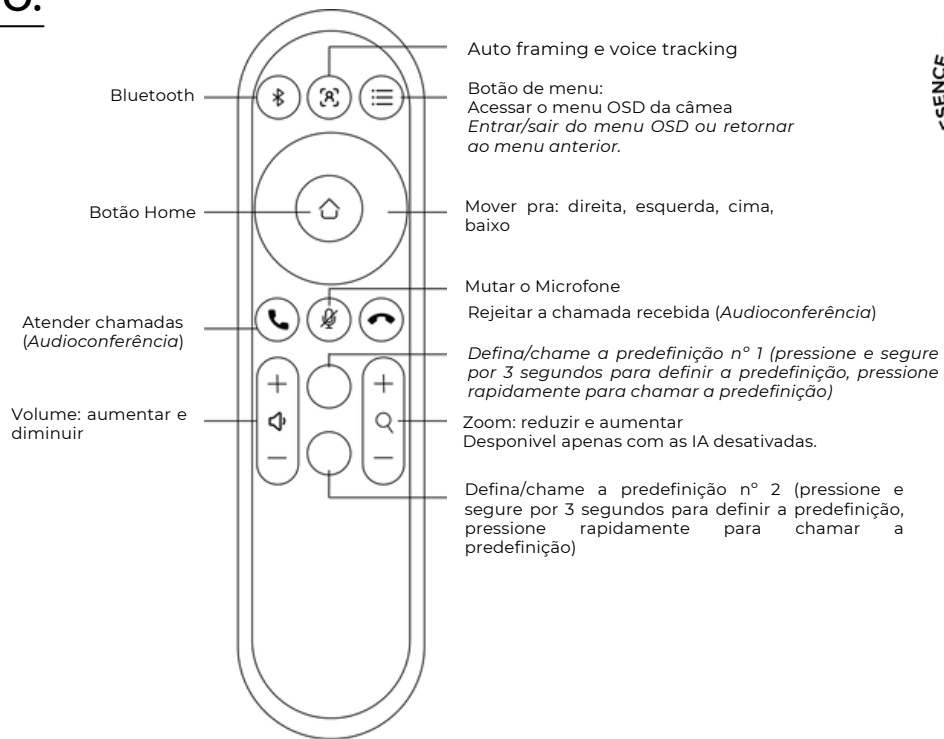 Auto framing e voice tracking
Bluetooth
Botão de menu:
Acessar o menu OSD da câmea
Entrar/sair do menu OSD ou retornar
ao menu anterior.
Botão Home
Mover pra: direita, esquerda, cima,
baixo
Mutar o Microfone
Rejeitar a chamada recebida (Audioconferência)
Atender chamadas
(Audioconferência)
Defina/chame a predefinição nº 1 (pressione e segure
por 3 segundos para definir a predefinição, pressione
rapidamente para chamar a predefinição)
Volume: aumentar e
diminuir
Zoom: reduzir e aumentar
Desponivel apenas com as IA desativadas.
Defina/chame a predefinição nº 2 (pressione e
segure por 3 segundos para definir a predefinição,
pressione rapidamente para chamar a
predefinição)